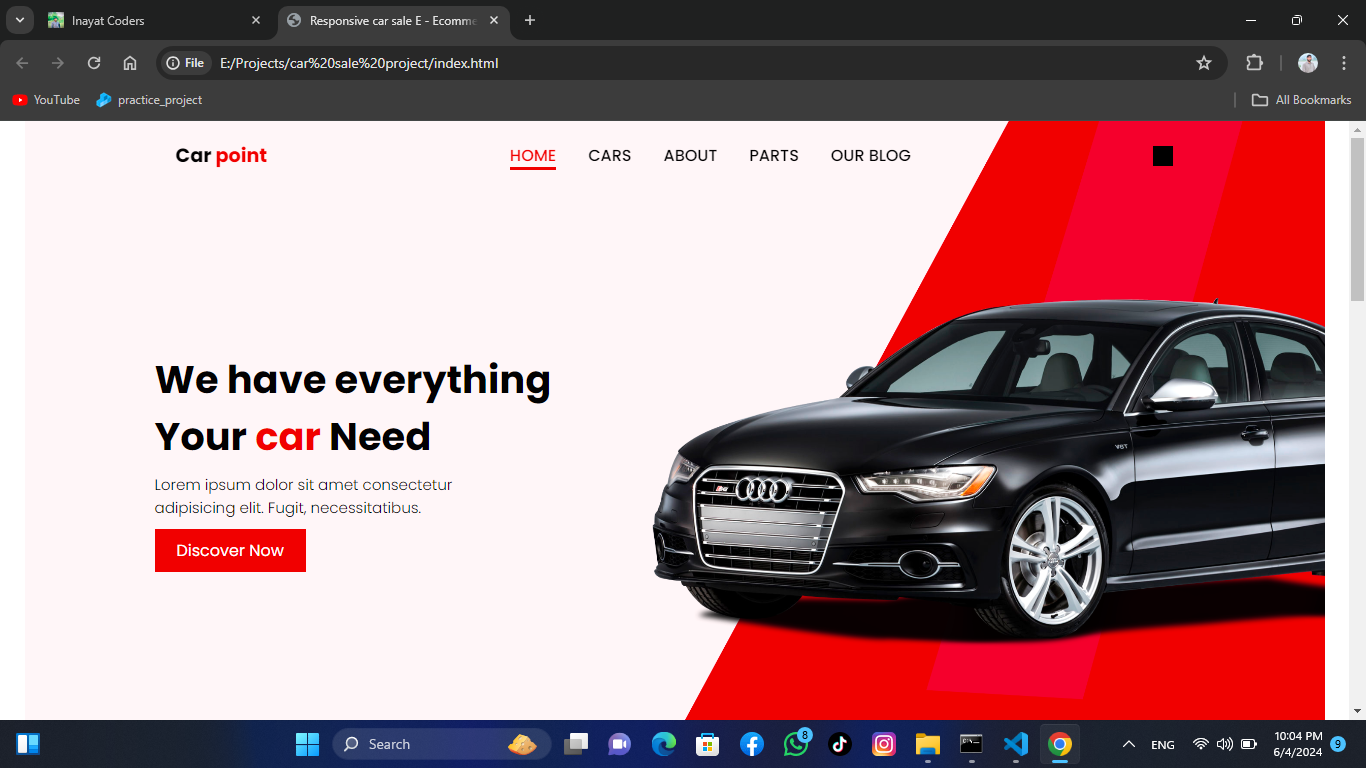 Inayat Coders
Responsive car sale E - Ecomme
File
E:/Projects/car%20sale%20project/index.html
YouTube
practice_project
All Bookmarks
Car point
HOME
CARS
ABOUT
PARTS
OUR BLOG
We have everything
Your car Need
Lorem ipsum dolor sit amet consectetur
adipisicing elit. Fugit, necessitatibus.
Discover Now
V6T
Search
8
ENG
10:04 PM
6/4/2024
9